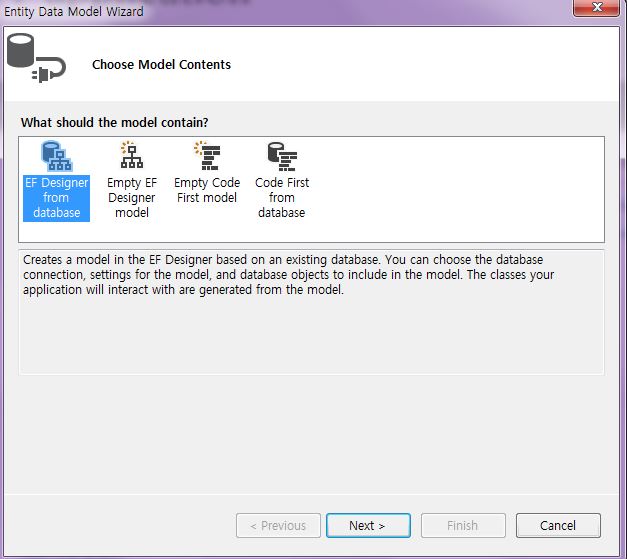 Entity Data Model Wizard
Choose Model Contents
What should the model contain?
EF Designer
from
database
Empty EF
Designer
model
Empty Code
First model
Code First
from
database
Creates a model in the EF Designer based on an existing database. You can choose the database
connection, settings for the model, and database objects to include in the model. The classes your
application will interact with are generated from the model.
< Previous
Next >
Finish
Cancel